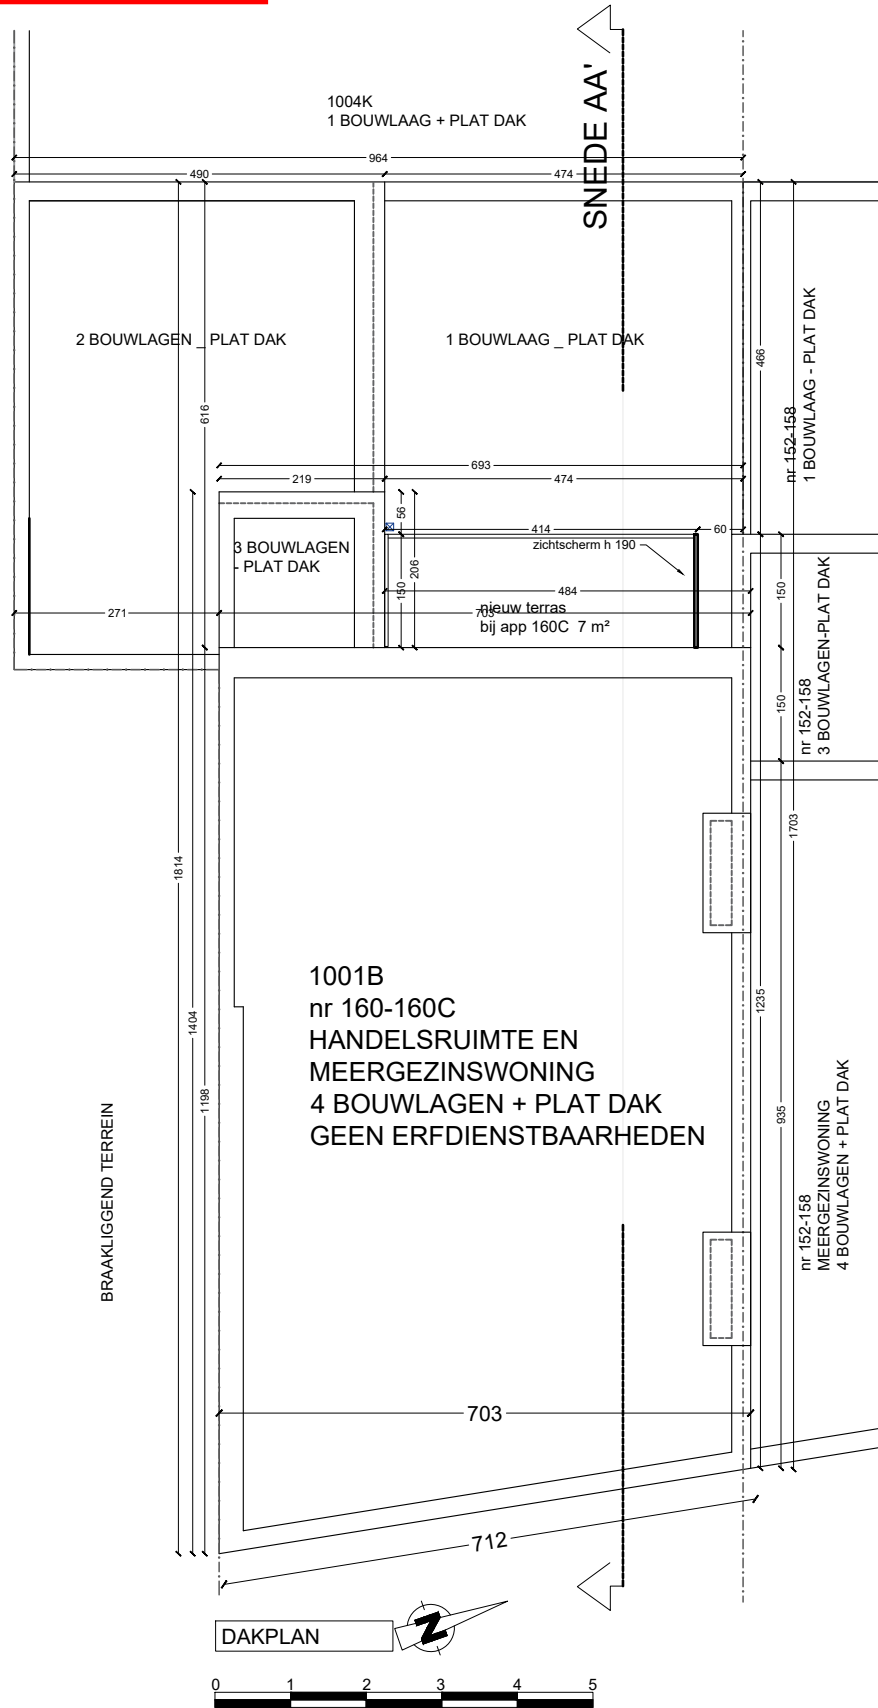 1004K
1 BOUWLAAG + PLAT DAK
SNEDE AA'
964
490
474
2 BOUWLAGEN _ PLAT DAK
1 BOUWLAAG _ PLAT DAK
466
nr 152-158
1 BOUWLAAG - PLAT DAK
616
693
219
474
56
414
60
3 BOUWLAGEN
- PLAT DAK
zichtscherm h 190
150
206
484
150
271
703
nieuw terras
bij app 160C 7 m²
nr 152-158
3 BOUWLAGEN-PLAT DAK
150
1703
1814
1404
1198
1235
935
1001B
nr 160-160C
HANDELSRUIMTE EN
MEERGEZINSWONING
4 BOUWLAGEN + PLAT DAK
GEEN ERFDIENSTBAARHEDEN
BRAAKLIGGEND TERREIN
nr 152-158
MEERGEZINSWONING
4 BOUWLAGEN + PLAT DAK
703
712
DAKPLAN
N
0 1 2 3 4 5